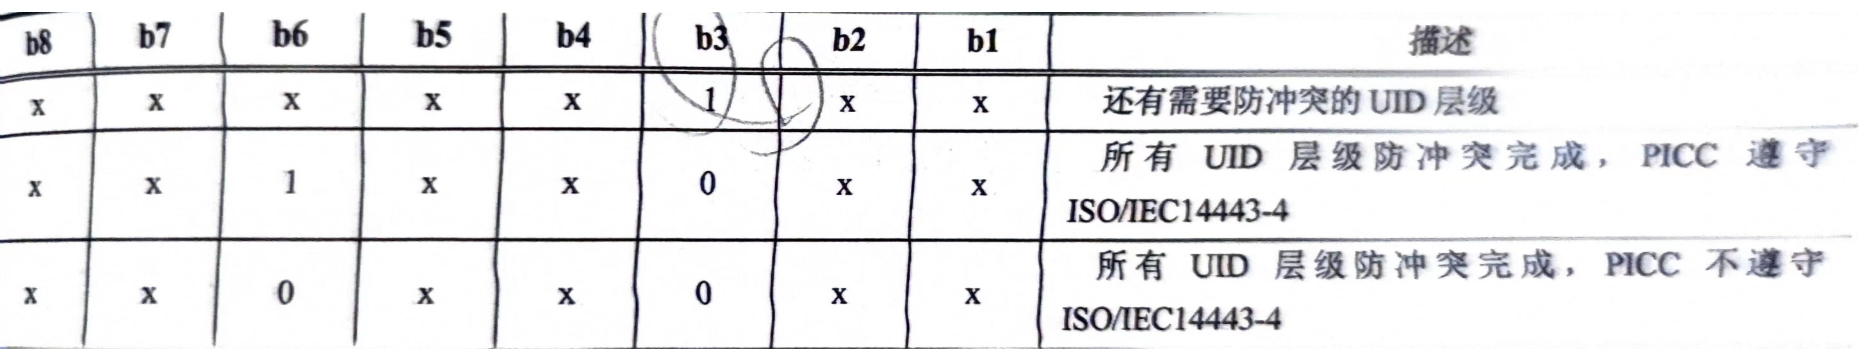 b8 b7 b6 b5 b4 b3 b2 b1 描述
x x x x x 1 x x 还有需要防冲突的 UID 层级
x x 1 x x 0 x x 所有 UID 层级防冲突完成，PICC 遵守
ISO/IEC14443-4
x x 0 x x 0 x x 所有 UID 层级防冲突完成，PICC 不遵守
ISO/IEC14443-4